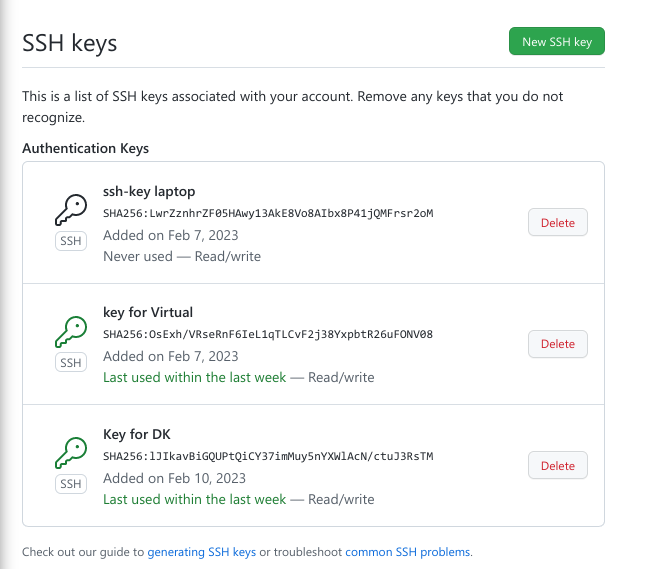 SSH keys
New SSH key
This is a list of SSH keys associated with your account. Remove any keys that you do not
recognize.
Authentication Keys
ssh-key laptop
SHA256:LwrZznhrZF05HAwy13AkE8Vo8AIbx8P41jQMFrsr2oM
Added on Feb 7, 2023
Never used — Read/write
SSH
Delete
key for Virtual
SHA256:OsExh/VRseRnF6IeL1qTLCvF2j38YxpbtR26uFONV08
Added on Feb 7, 2023
Last used within the last week — Read/write
SSH
Delete
Key for DK
SHA256:lJIkavBiGQUPtQiCY37imMuy5nYXWlAcN/ctuJ3RsTM
Added on Feb 10, 2023
Last used within the last week — Read/write
SSH
Delete
Check out our guide to generating SSH keys or troubleshoot common SSH problems.